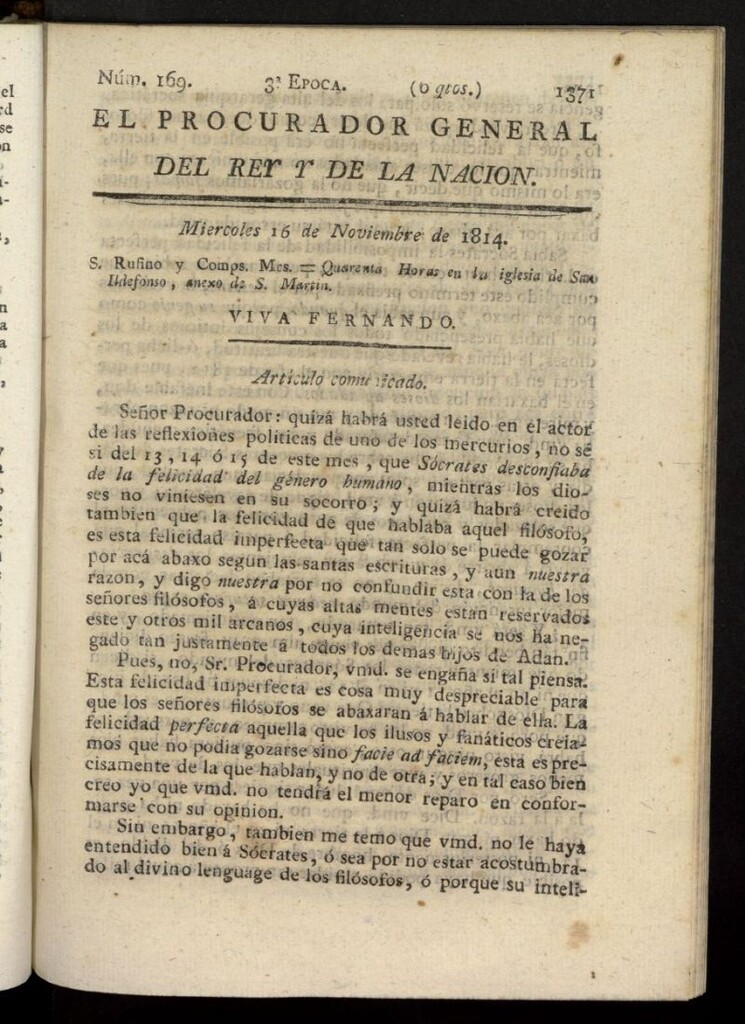 Núm. 169. 3ª EPOCA. (6 qtos.) 1371
EL PROCURADOR GENERAL
DEL REY Y DE LA NACION.
Miercoles 16 de Noviembre de 1814.
S. Rufino y Comps. Mrs. = Quarenta Horas en la iglesia de San
Ildefonso, anexo de S. Martin.
VIVA FERNANDO.
Artículo comunicado.
Señor Procurador: quizá habrá usted leido en el actor
de las reflexiones políticas de uno de los mercurios, no sé
si del 13, 14 ó 15 de este mes, que Sócrates desconfiaba
de la felicidad del género humano, mientras los dio-
ses no viniesen en su socorro; y quizá habrá creido
tambien que la felicidad de que hablaba aquel filósofo,
es esta felicidad imperfecta que tan solo se puede gozar
por acá abaxo segun las santas escrituras, y aun nuestra
razon, y digo nuestra por no confundir esta con la de los
señores filósofos, á cuyas altas mentes estan reservados
este y otros mil arcanos, cuya inteligencia se nos ha ne-
gado tan justamente á todos los demas hijos de Adan.
Pues, no, Sr. Procurador, vmd. se engaña si tal piensa.
Esta felicidad imperfecta es cosa muy despreciable para
que los señores filósofos se abaxaran á hablar de ella. La
felicidad perfecta aquella que los ilusos y fanáticos creia-
mos que no podia gozarse sino facie ad faciem, esta es pre-
cisamente de la que hablan, y no de otra; y en tal caso bien
creo yo que vmd. no tendrá el menor reparo en confor-
marse con su opinion.
Sin embargo, tambien me temo que vmd. no le haya
entendido bien á Sócrates, ó sea por no estar acostumbra-
do al divino lenguage de los filósofos, ó porque su inteli-